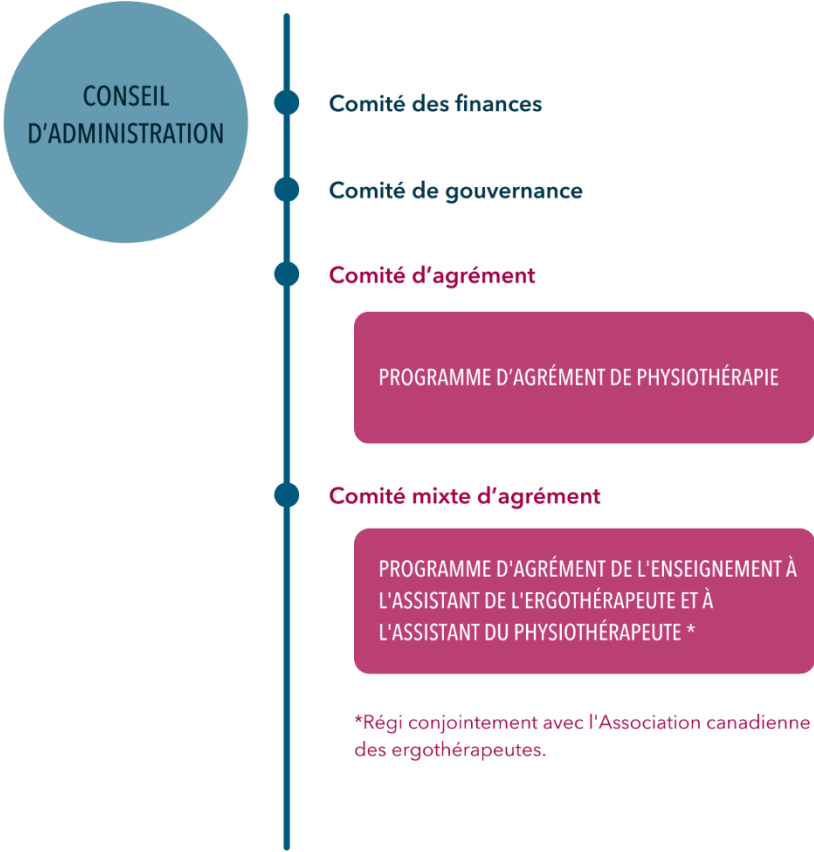 CONSEIL
D'ADMINISTRATION
Comité des finances
Comité de gouvernance
Comité d'agrément
PROGRAMME D'AGRÉMENT DE PHYSIOTHÉRAPIE
Comité mixte d'agrément
PROGRAMME D'AGRÉMENT DE L'ENSEIGNEMENT À
L'ASSISTANT DE L'ERGOTHÉRAPEUTE ET À
L'ASSISTANT DU PHYSIOTHÉRAPEUTE *
*Régi conjointement avec l'Association canadienne
des ergothérapeutes.